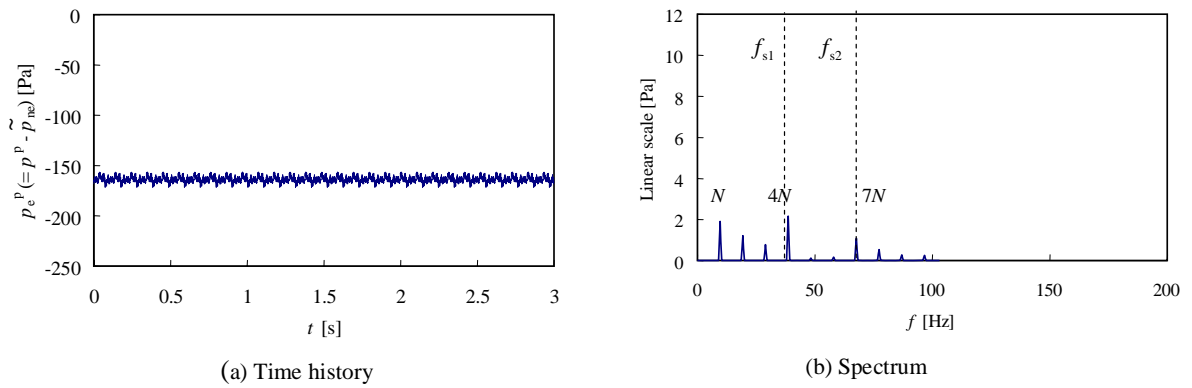 0
-50
-100
-150
-200
-250
p_e^p (= p^p - p̃_ne) [Pa]
0 0.5 1 1.5 2 2.5 3
t [s]
(a) Time history
12
10
8
6
4
2
0
Linear scale [Pa]
f_s1 f_s2
N 4N 7N
0 50 100 150 200
f [Hz]
(b) Spectrum